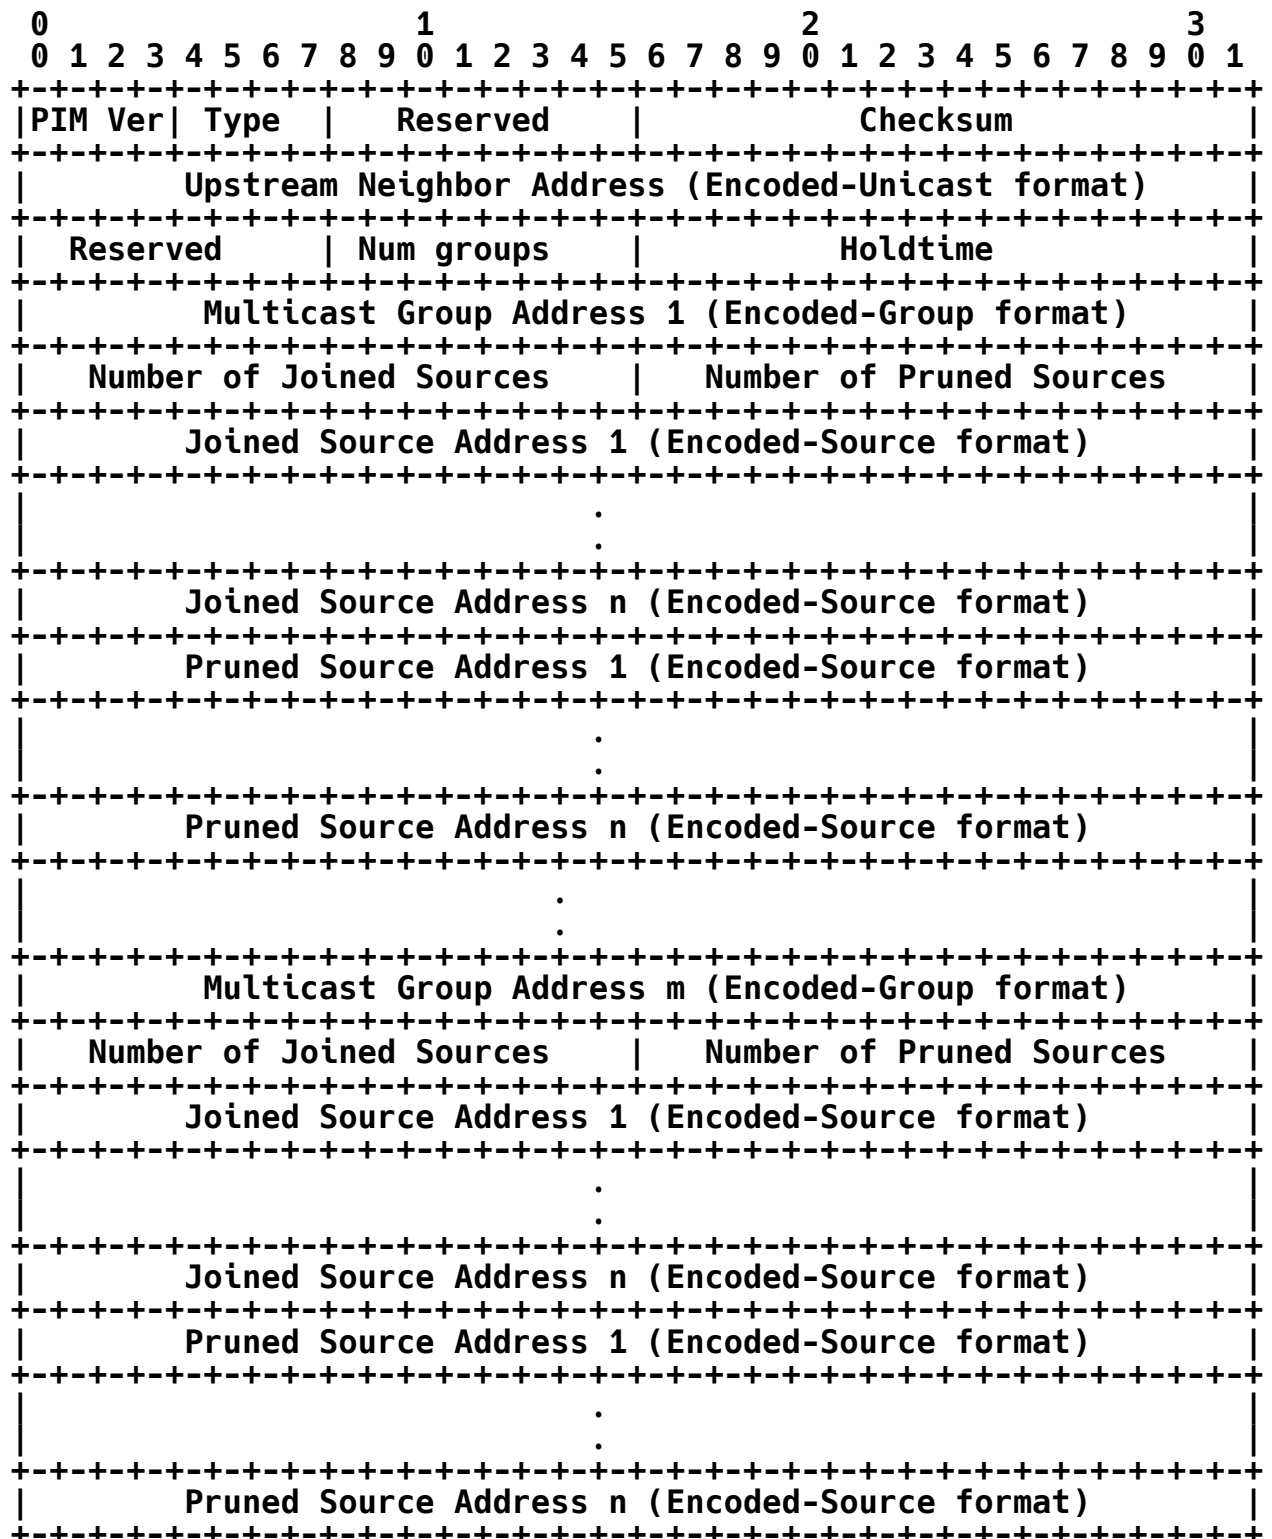 0                   1                   2                   3
 0 1 2 3 4 5 6 7 8 9 0 1 2 3 4 5 6 7 8 9 0 1 2 3 4 5 6 7 8 9 0 1
+-+-+-+-+-+-+-+-+-+-+-+-+-+-+-+-+-+-+-+-+-+-+-+-+-+-+-+-+-+-+-+-+
|PIM Ver| Type  |   Reserved    |           Checksum            |
+-+-+-+-+-+-+-+-+-+-+-+-+-+-+-+-+-+-+-+-+-+-+-+-+-+-+-+-+-+-+-+-+
|        Upstream Neighbor Address (Encoded-Unicast format)     |
+-+-+-+-+-+-+-+-+-+-+-+-+-+-+-+-+-+-+-+-+-+-+-+-+-+-+-+-+-+-+-+-+
|  Reserved     | Num groups    |          Holdtime             |
+-+-+-+-+-+-+-+-+-+-+-+-+-+-+-+-+-+-+-+-+-+-+-+-+-+-+-+-+-+-+-+-+
|         Multicast Group Address 1 (Encoded-Group format)      |
+-+-+-+-+-+-+-+-+-+-+-+-+-+-+-+-+-+-+-+-+-+-+-+-+-+-+-+-+-+-+-+-+
|   Number of Joined Sources    |   Number of Pruned Sources    |
+-+-+-+-+-+-+-+-+-+-+-+-+-+-+-+-+-+-+-+-+-+-+-+-+-+-+-+-+-+-+-+-+
|        Joined Source Address 1 (Encoded-Source format)        |
+-+-+-+-+-+-+-+-+-+-+-+-+-+-+-+-+-+-+-+-+-+-+-+-+-+-+-+-+-+-+-+-+
|                             .                                 |
|                             .                                 |
+-+-+-+-+-+-+-+-+-+-+-+-+-+-+-+-+-+-+-+-+-+-+-+-+-+-+-+-+-+-+-+-+
|        Joined Source Address n (Encoded-Source format)        |
+-+-+-+-+-+-+-+-+-+-+-+-+-+-+-+-+-+-+-+-+-+-+-+-+-+-+-+-+-+-+-+-+
|        Pruned Source Address 1 (Encoded-Source format)        |
+-+-+-+-+-+-+-+-+-+-+-+-+-+-+-+-+-+-+-+-+-+-+-+-+-+-+-+-+-+-+-+-+
|                             .                                 |
|                             .                                 |
+-+-+-+-+-+-+-+-+-+-+-+-+-+-+-+-+-+-+-+-+-+-+-+-+-+-+-+-+-+-+-+-+
|        Pruned Source Address n (Encoded-Source format)        |
+-+-+-+-+-+-+-+-+-+-+-+-+-+-+-+-+-+-+-+-+-+-+-+-+-+-+-+-+-+-+-+-+
|                           .                                   |
|                           .                                   |
+-+-+-+-+-+-+-+-+-+-+-+-+-+-+-+-+-+-+-+-+-+-+-+-+-+-+-+-+-+-+-+-+
|         Multicast Group Address m (Encoded-Group format)      |
+-+-+-+-+-+-+-+-+-+-+-+-+-+-+-+-+-+-+-+-+-+-+-+-+-+-+-+-+-+-+-+-+
|   Number of Joined Sources    |   Number of Pruned Sources    |
+-+-+-+-+-+-+-+-+-+-+-+-+-+-+-+-+-+-+-+-+-+-+-+-+-+-+-+-+-+-+-+-+
|        Joined Source Address 1 (Encoded-Source format)        |
+-+-+-+-+-+-+-+-+-+-+-+-+-+-+-+-+-+-+-+-+-+-+-+-+-+-+-+-+-+-+-+-+
|                             .                                 |
|                             .                                 |
+-+-+-+-+-+-+-+-+-+-+-+-+-+-+-+-+-+-+-+-+-+-+-+-+-+-+-+-+-+-+-+-+
|        Joined Source Address n (Encoded-Source format)        |
+-+-+-+-+-+-+-+-+-+-+-+-+-+-+-+-+-+-+-+-+-+-+-+-+-+-+-+-+-+-+-+-+
|        Pruned Source Address 1 (Encoded-Source format)        |
+-+-+-+-+-+-+-+-+-+-+-+-+-+-+-+-+-+-+-+-+-+-+-+-+-+-+-+-+-+-+-+-+
|                             .                                 |
|                             .                                 |
+-+-+-+-+-+-+-+-+-+-+-+-+-+-+-+-+-+-+-+-+-+-+-+-+-+-+-+-+-+-+-+-+
|        Pruned Source Address n (Encoded-Source format)        |
+-+-+-+-+-+-+-+-+-+-+-+-+-+-+-+-+-+-+-+-+-+-+-+-+-+-+-+-+-+-+-+-+